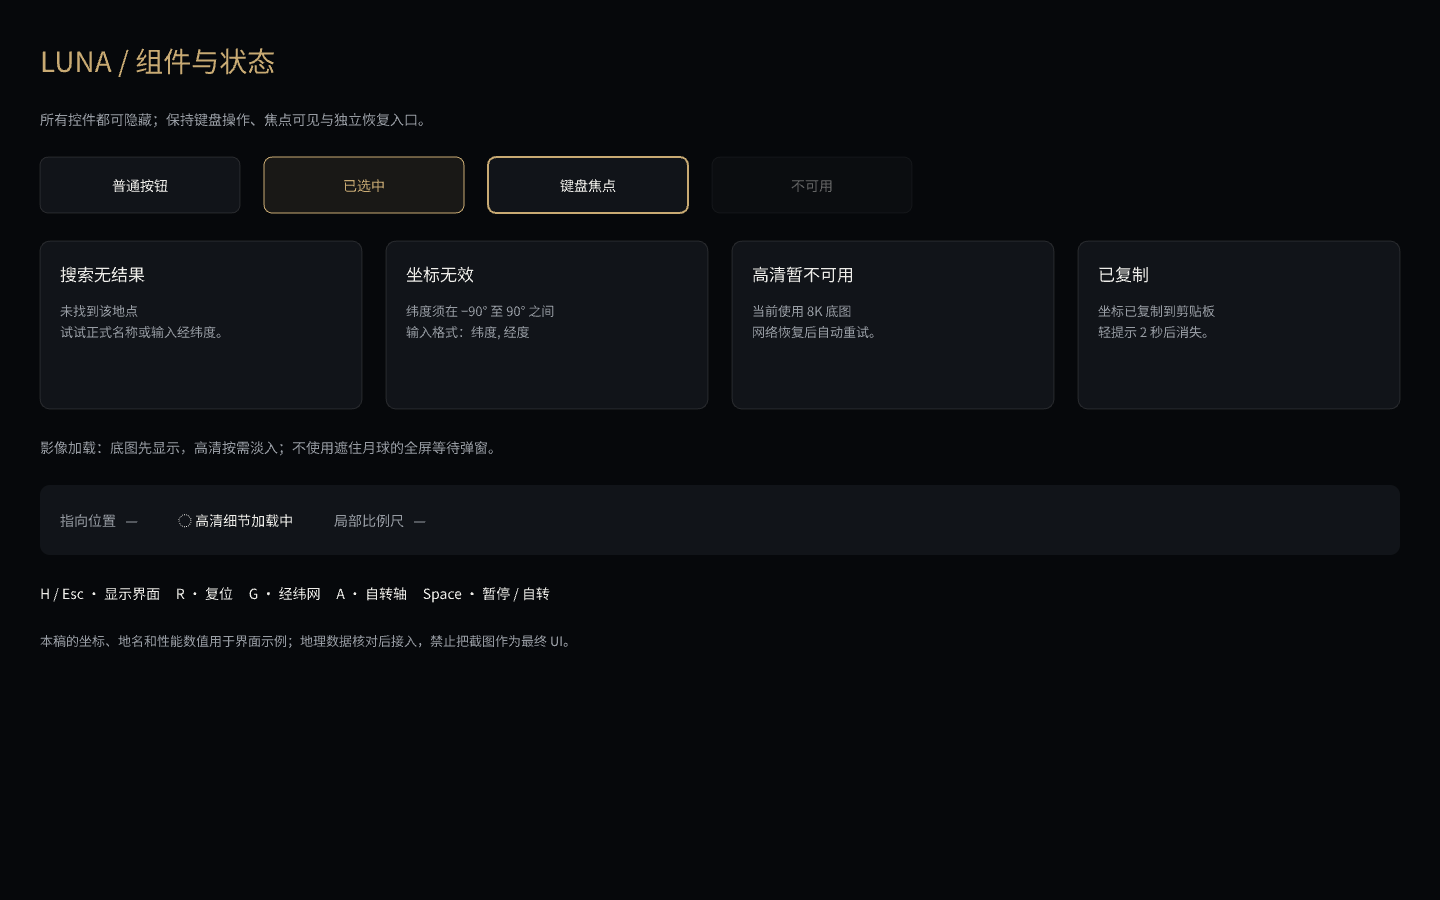 LUNA / 组件与状态
所有控件都可隐藏；保持键盘操作、焦点可见与独立恢复入口。
普通按钮
已选中
键盘焦点
不可用
搜索无结果
未找到该地点
试试正式名称或输入经纬度。
坐标无效
纬度须在 −90° 至 90° 之间
输入格式：纬度, 经度
高清暂不可用
当前使用 8K 底图
网络恢复后自动重试。
已复制
坐标已复制到剪贴板
轻提示 2 秒后消失。
影像加载：底图先显示，高清按需淡入；不使用遮住月球的全屏等待弹窗。
指向位置 — 高清细节加载中 局部比例尺 —
H / Esc · 显示界面 R · 复位 G · 经纬网 A · 自转轴 Space · 暂停 / 自转
本稿的坐标、地名和性能数值用于界面示例；地理数据核对后接入，禁止把截图作为最终 UI。